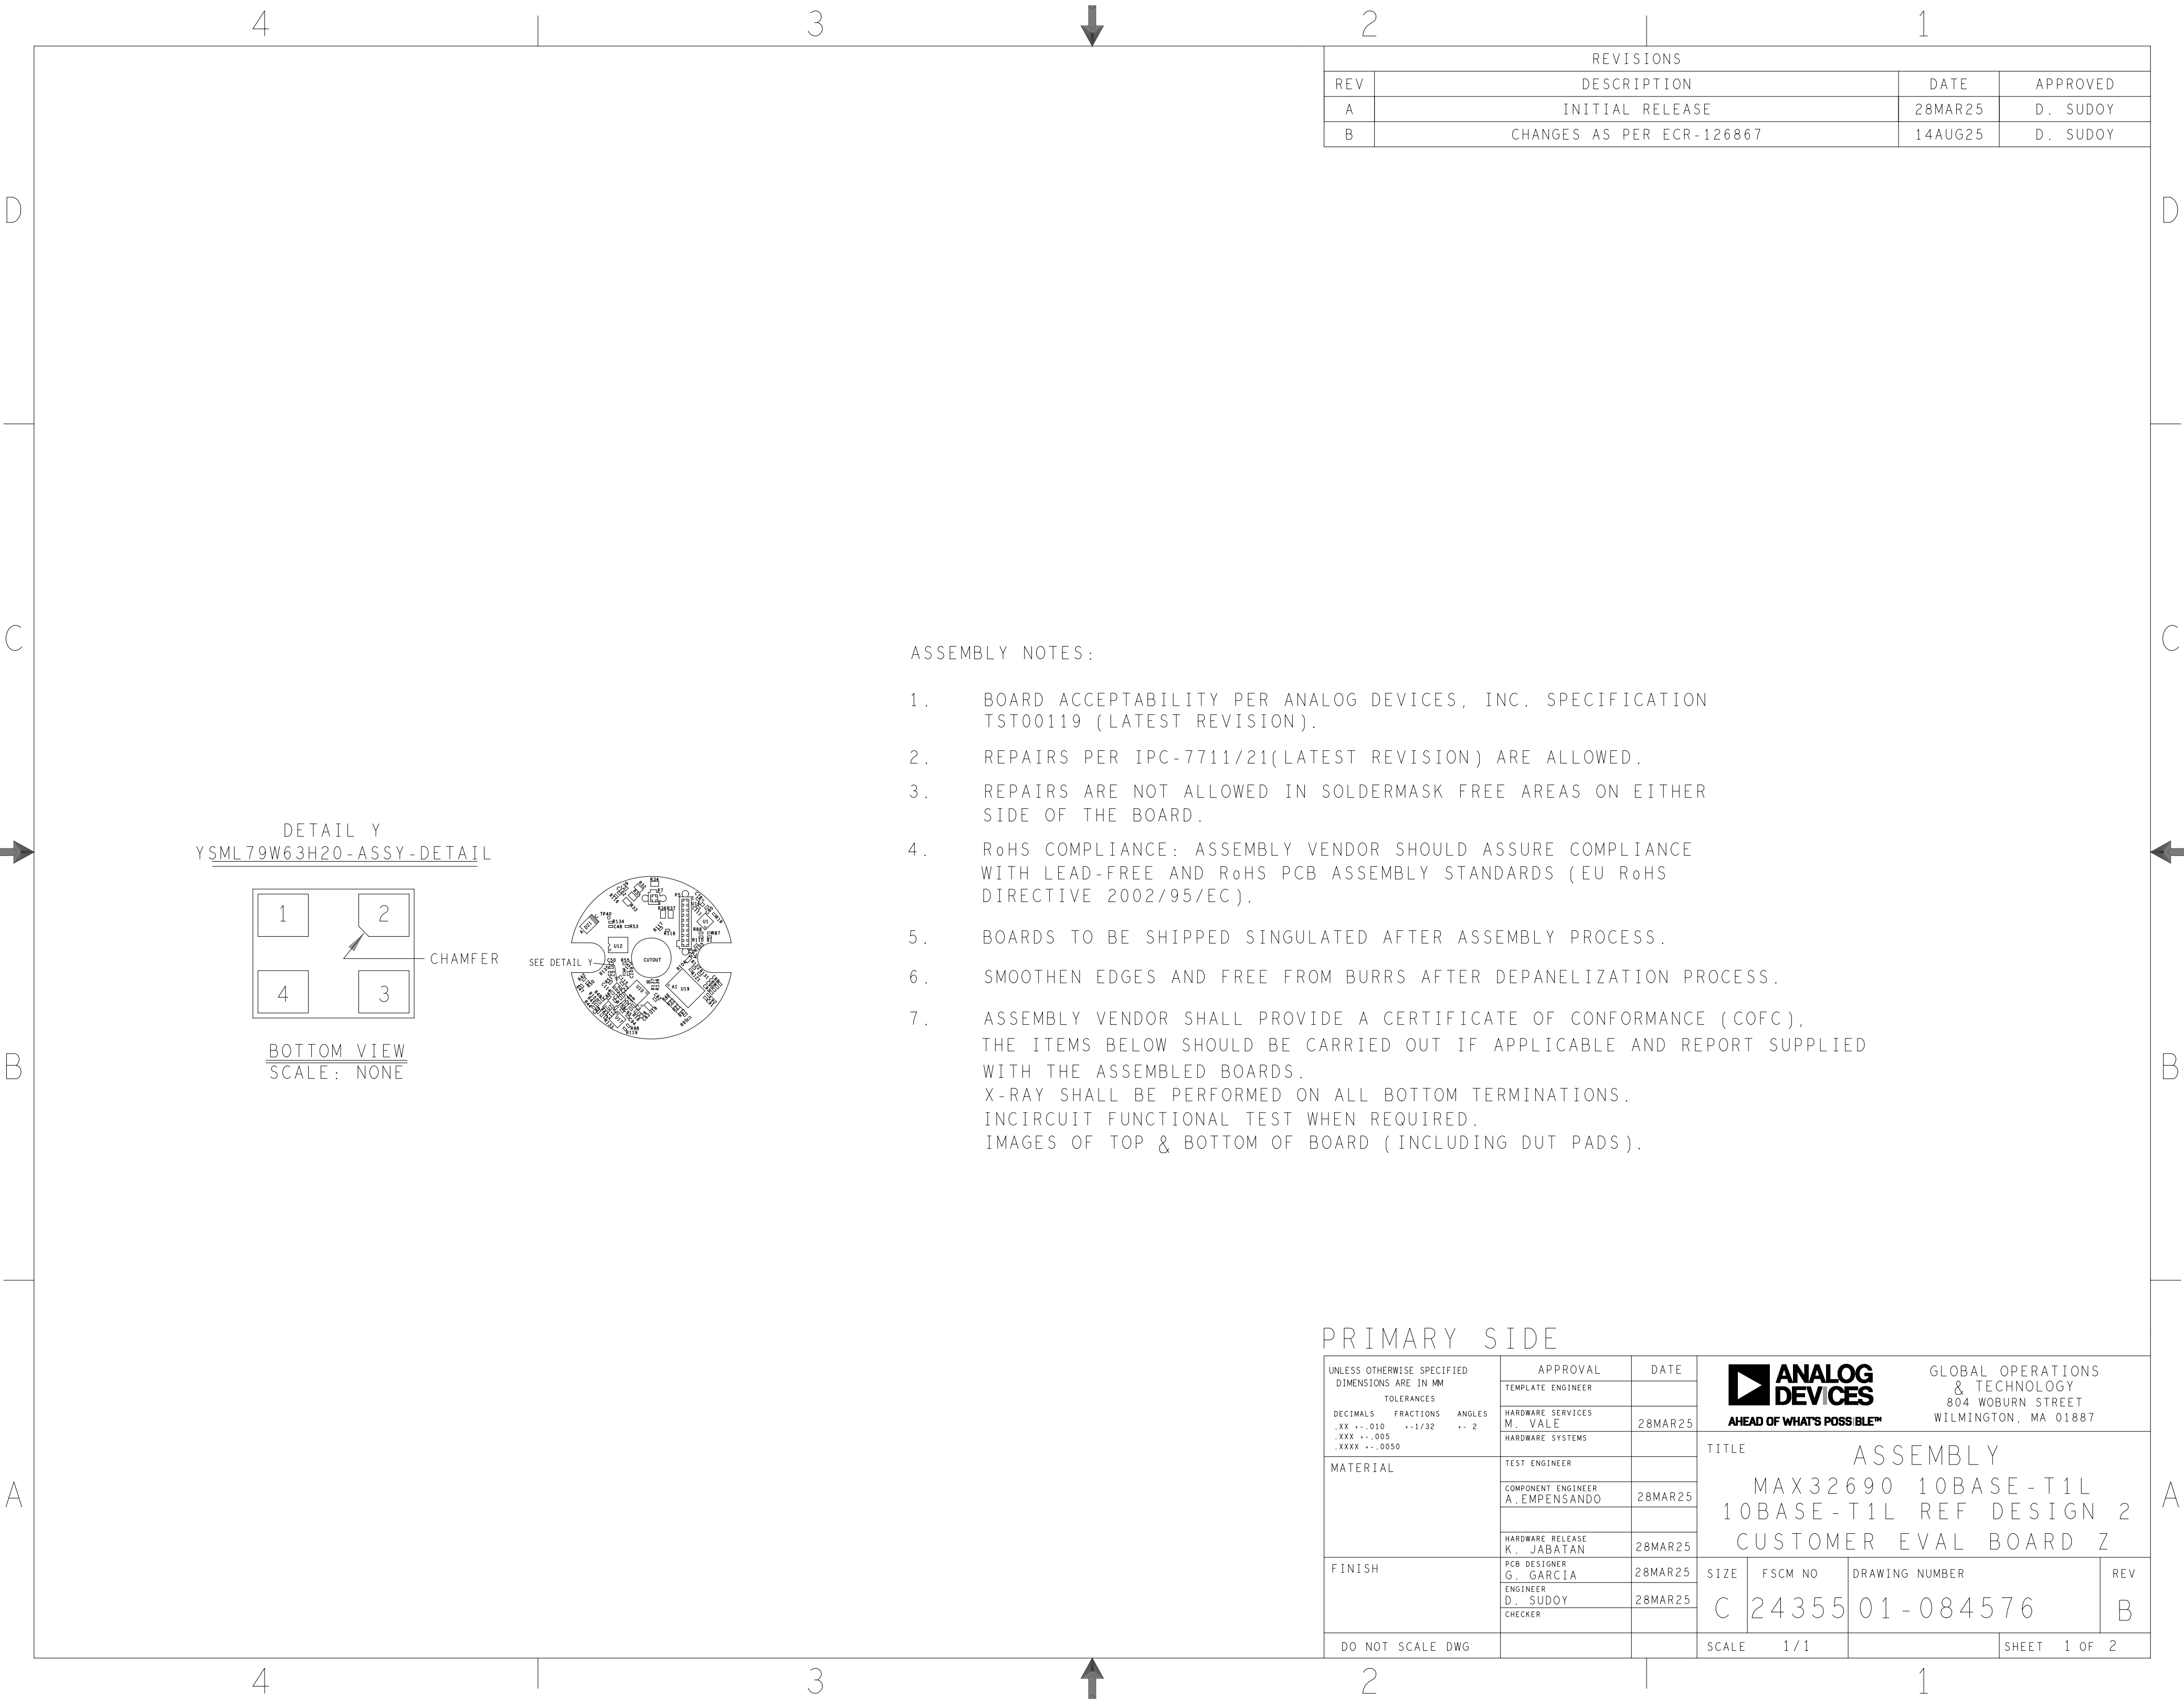 4 3 2 1
REVISIONS
REV DESCRIPTION DATE APPROVED
A INITIAL RELEASE 28MAR25 D. SUDOY
B CHANGES AS PER ECR-126867 14AUG25 D. SUDOY
D D
C C
ASSEMBLY NOTES:
1. BOARD ACCEPTABILITY PER ANALOG DEVICES, INC. SPECIFICATION
TST00119 (LATEST REVISION).
2. REPAIRS PER IPC-7711/21(LATEST REVISION) ARE ALLOWED.
3. REPAIRS ARE NOT ALLOWED IN SOLDERMASK FREE AREAS ON EITHER
SIDE OF THE BOARD.
4. RoHS COMPLIANCE: ASSEMBLY VENDOR SHOULD ASSURE COMPLIANCE
WITH LEAD-FREE AND RoHS PCB ASSEMBLY STANDARDS (EU RoHS
DIRECTIVE 2002/95/EC).
5. BOARDS TO BE SHIPPED SINGULATED AFTER ASSEMBLY PROCESS.
6. SMOOTHEN EDGES AND FREE FROM BURRS AFTER DEPANELIZATION PROCESS.
7. ASSEMBLY VENDOR SHALL PROVIDE A CERTIFICATE OF CONFORMANCE (COFC),
THE ITEMS BELOW SHOULD BE CARRIED OUT IF APPLICABLE AND REPORT SUPPLIED
WITH THE ASSEMBLED BOARDS.
X-RAY SHALL BE PERFORMED ON ALL BOTTOM TERMINATIONS.
INCIRCUIT FUNCTIONAL TEST WHEN REQUIRED.
IMAGES OF TOP & BOTTOM OF BOARD (INCLUDING DUT PADS).
DETAIL Y
YSML79W63H20-ASSY-DETAIL
1 2
CHAMFER
4 3
BOTTOM VIEW
SCALE: NONE
SEE DETAIL Y
R34
P5
TP40
R134
C48 R53
R118
U1
U12
CUTOUT
A1 U19
R98
R119
B B
PRIMARY SIDE
UNLESS OTHERWISE SPECIFIED
DIMENSIONS ARE IN MM
TOLERANCES
DECIMALS FRACTIONS ANGLES
.XX +-.010 +-1/32 +- 2
.XXX +-.005
.XXXX +-.0050
MATERIAL
FINISH
DO NOT SCALE DWG
APPROVAL DATE
TEMPLATE ENGINEER
HARDWARE SERVICES
M. VALE 28MAR25
HARDWARE SYSTEMS
TEST ENGINEER
COMPONENT ENGINEER
A.EMPENSANDO 28MAR25
HARDWARE RELEASE
K. JABATAN 28MAR25
PCB DESIGNER
G. GARCIA 28MAR25
ENGINEER
D. SUDOY 28MAR25
CHECKER
ANALOG
DEVICES
AHEAD OF WHAT'S POSSIBLE™
GLOBAL OPERATIONS
& TECHNOLOGY
804 WOBURN STREET
WILMINGTON, MA 01887
TITLE ASSEMBLY
MAX32690 10BASE-T1L
10BASE-T1L REF DESIGN 2
CUSTOMER EVAL BOARD Z
SIZE FSCM NO DRAWING NUMBER REV
C 24355 01-084576 B
SCALE 1/1 SHEET 1 OF 2
A A
4 3 2 1